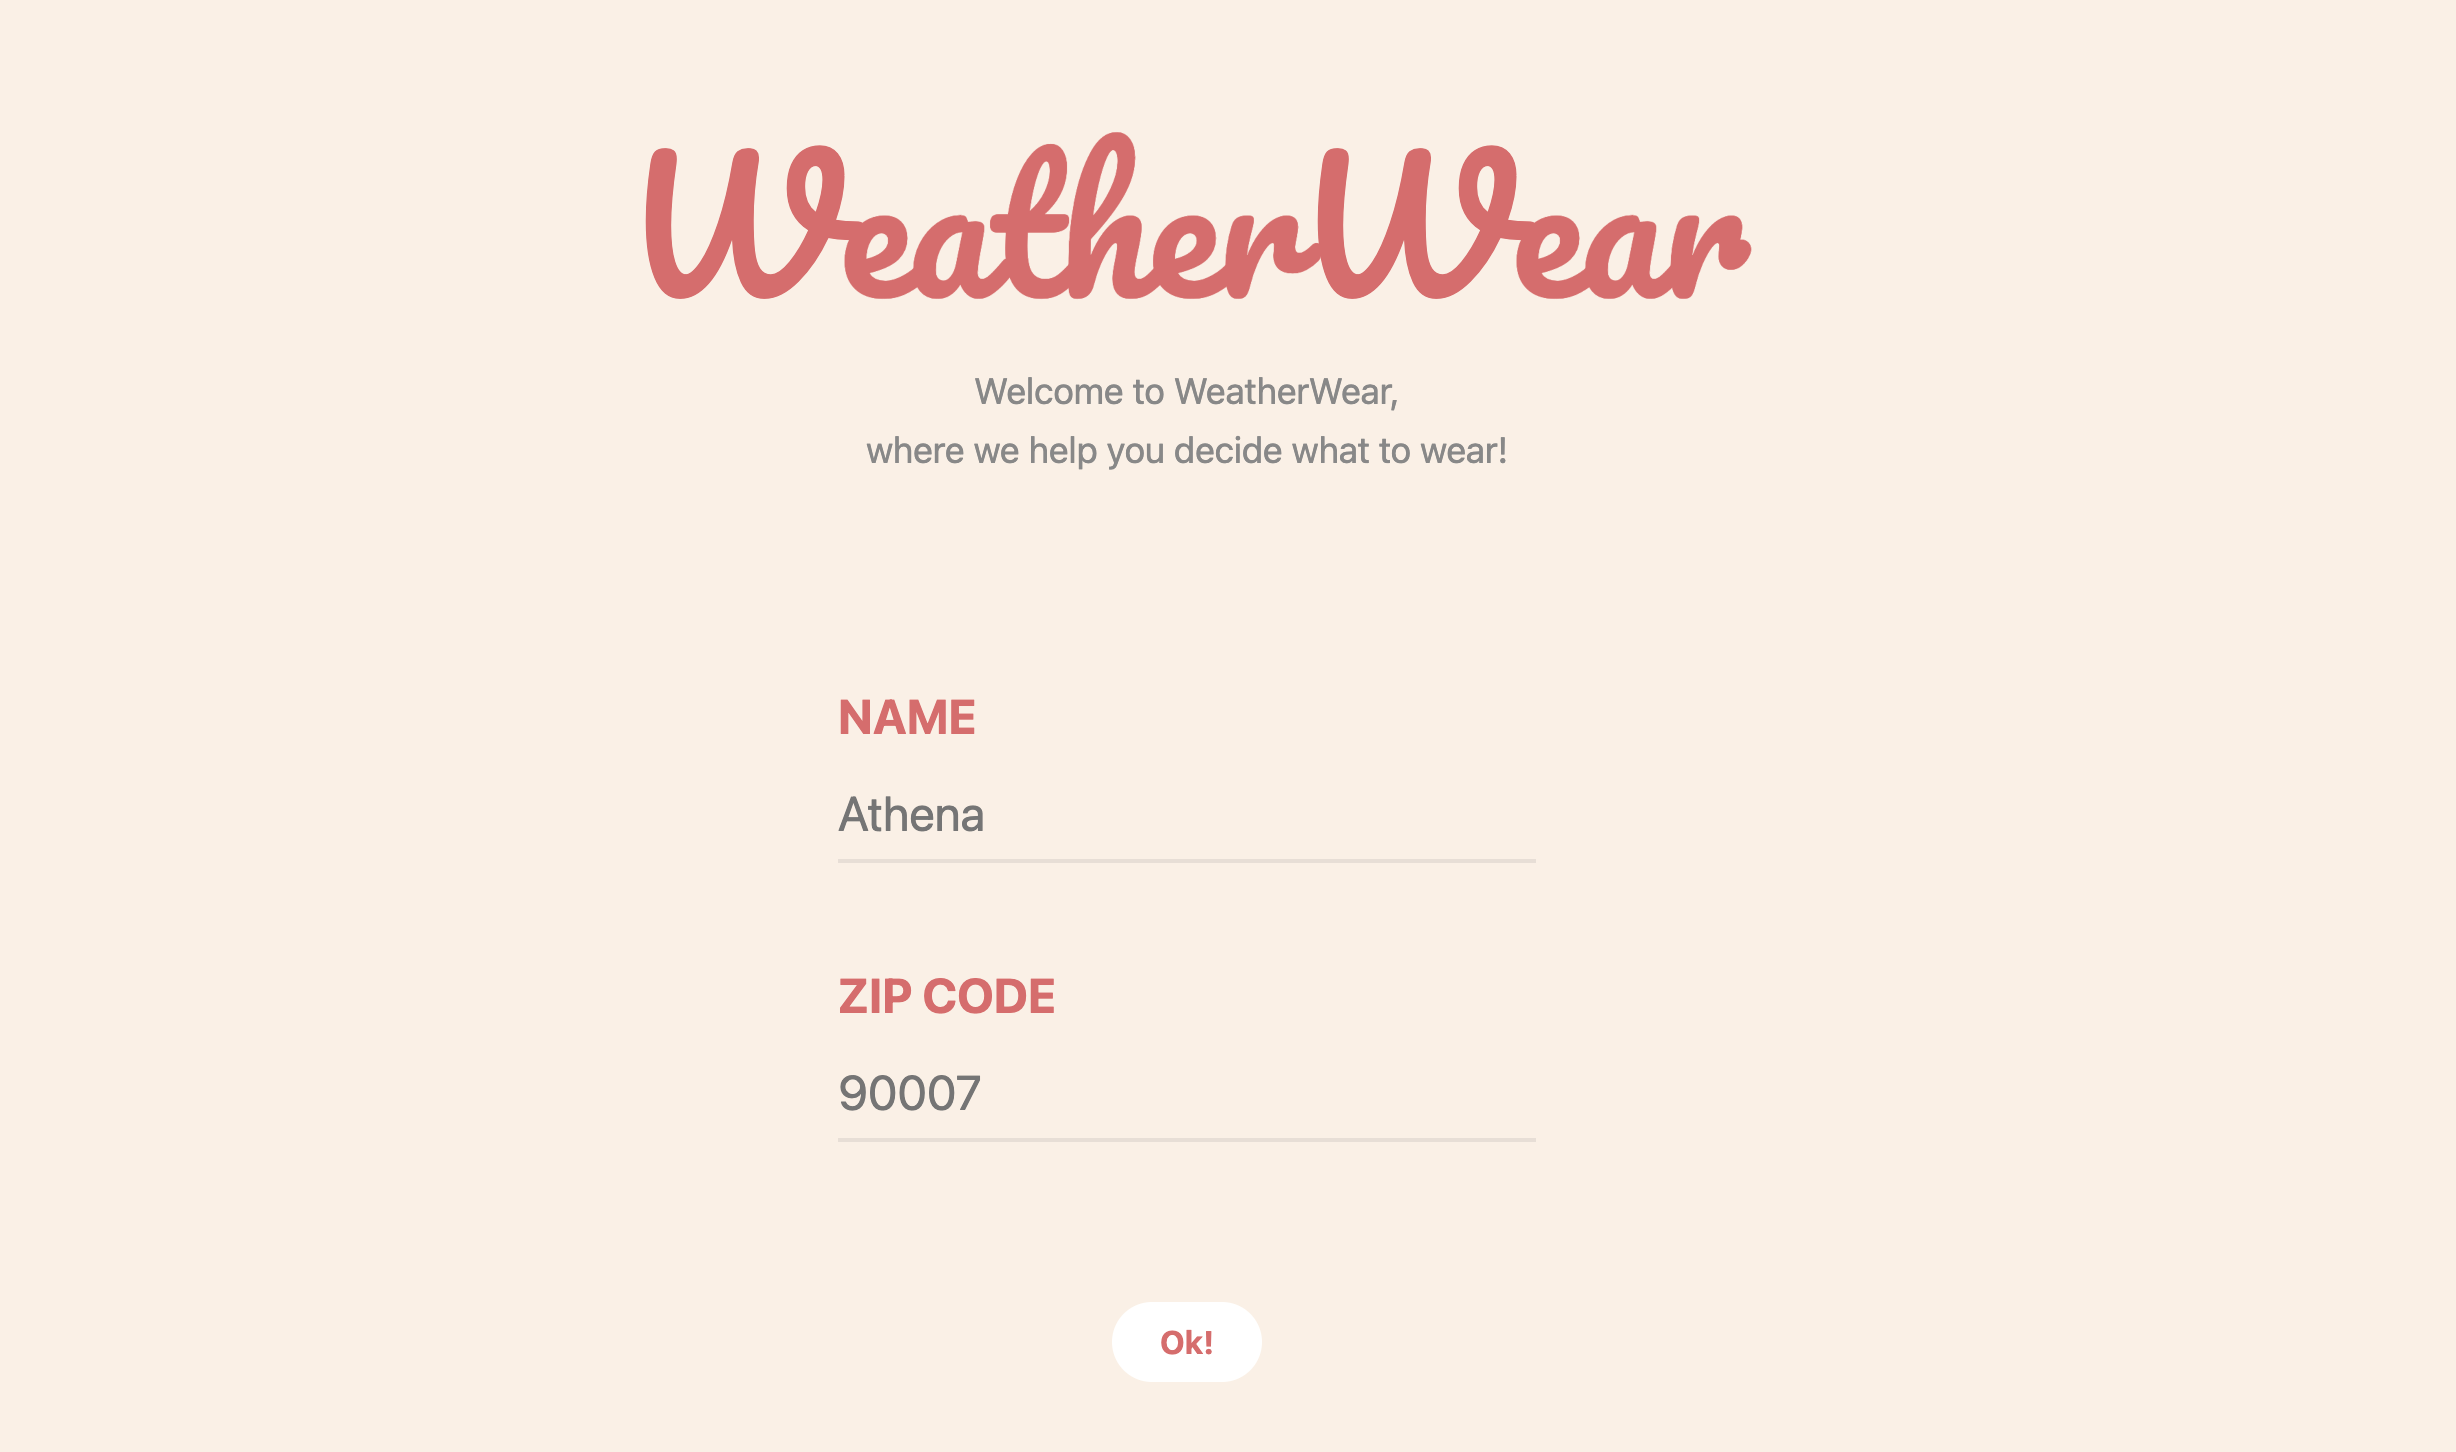 WeatherWear
Welcome to WeatherWear,
where we help you decide what to wear!
NAME
Athena
ZIP CODE
90007
Ok!